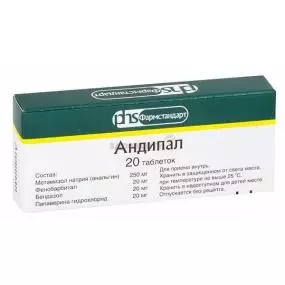 phs Фармстандарт
Андипал
20 таблеток
Состав:
Метамизол натрия (анальгин) 250 мг
Фенобарбитал 20 мг
Бендазол 20 мг
Папаверина гидрохлорид 20 мг
Для приема внутрь.
Хранить в защищенном от света месте,
при температуре не выше 25 °C.
Хранить в недоступном для детей месте.
Отпускается без рецепта.